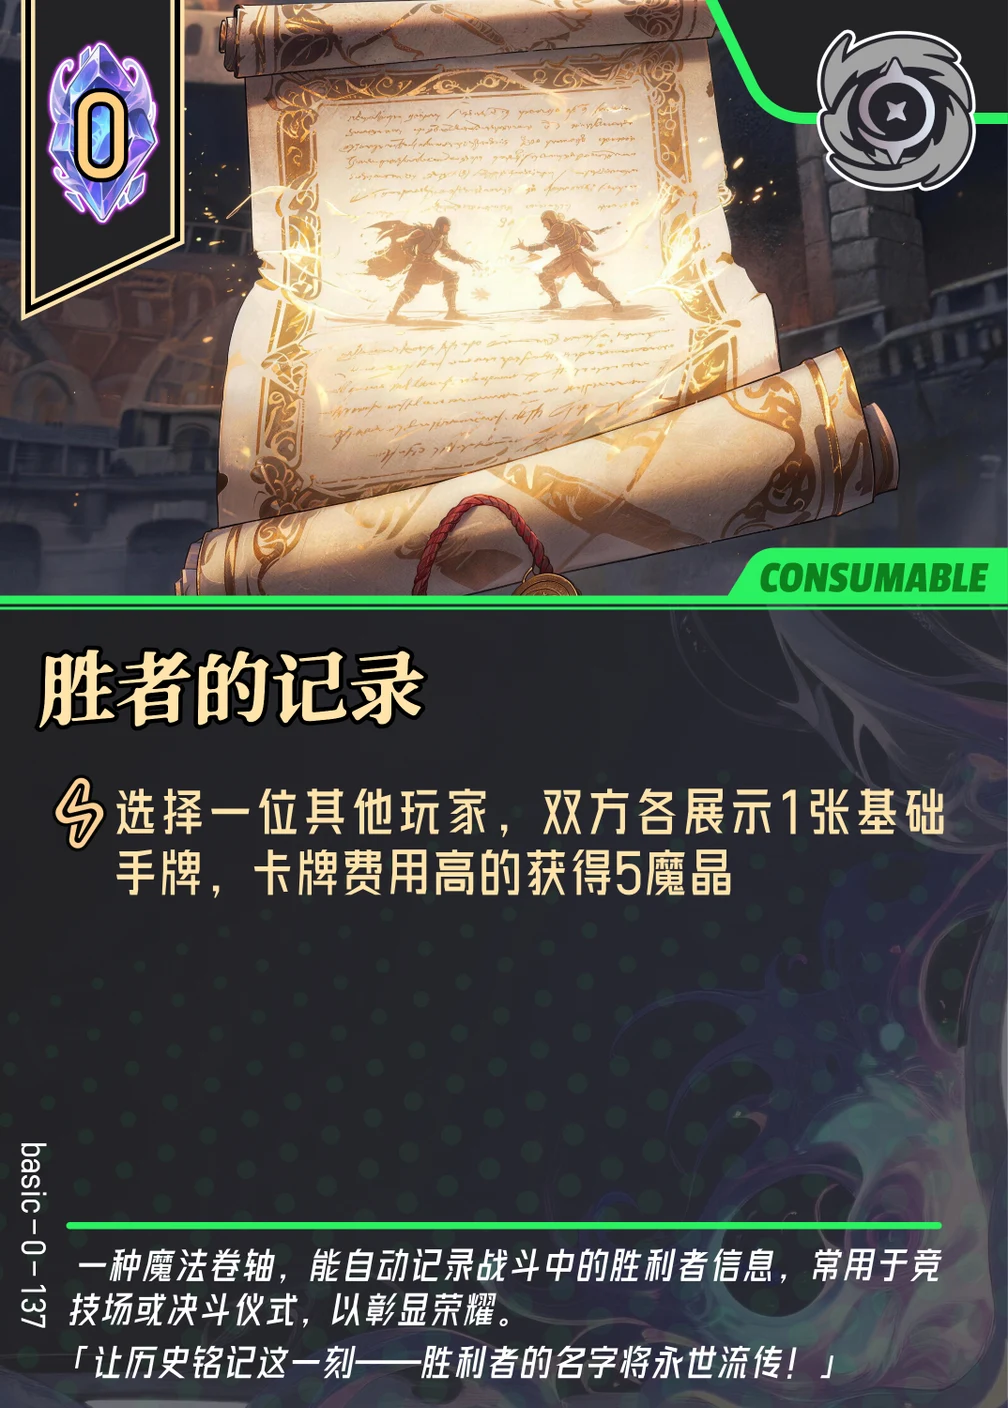 0
CONSUMABLE
胜者的记录
选择一位其他玩家，双方各展示1张基础
手牌，卡牌费用高的获得5魔晶
basic-0-137
一种魔法卷轴，能自动记录战斗中的胜利者信息，常用于竞
技场或决斗仪式，以彰显荣耀。
「让历史铭记这一刻——胜利者的名字将永世流传！」